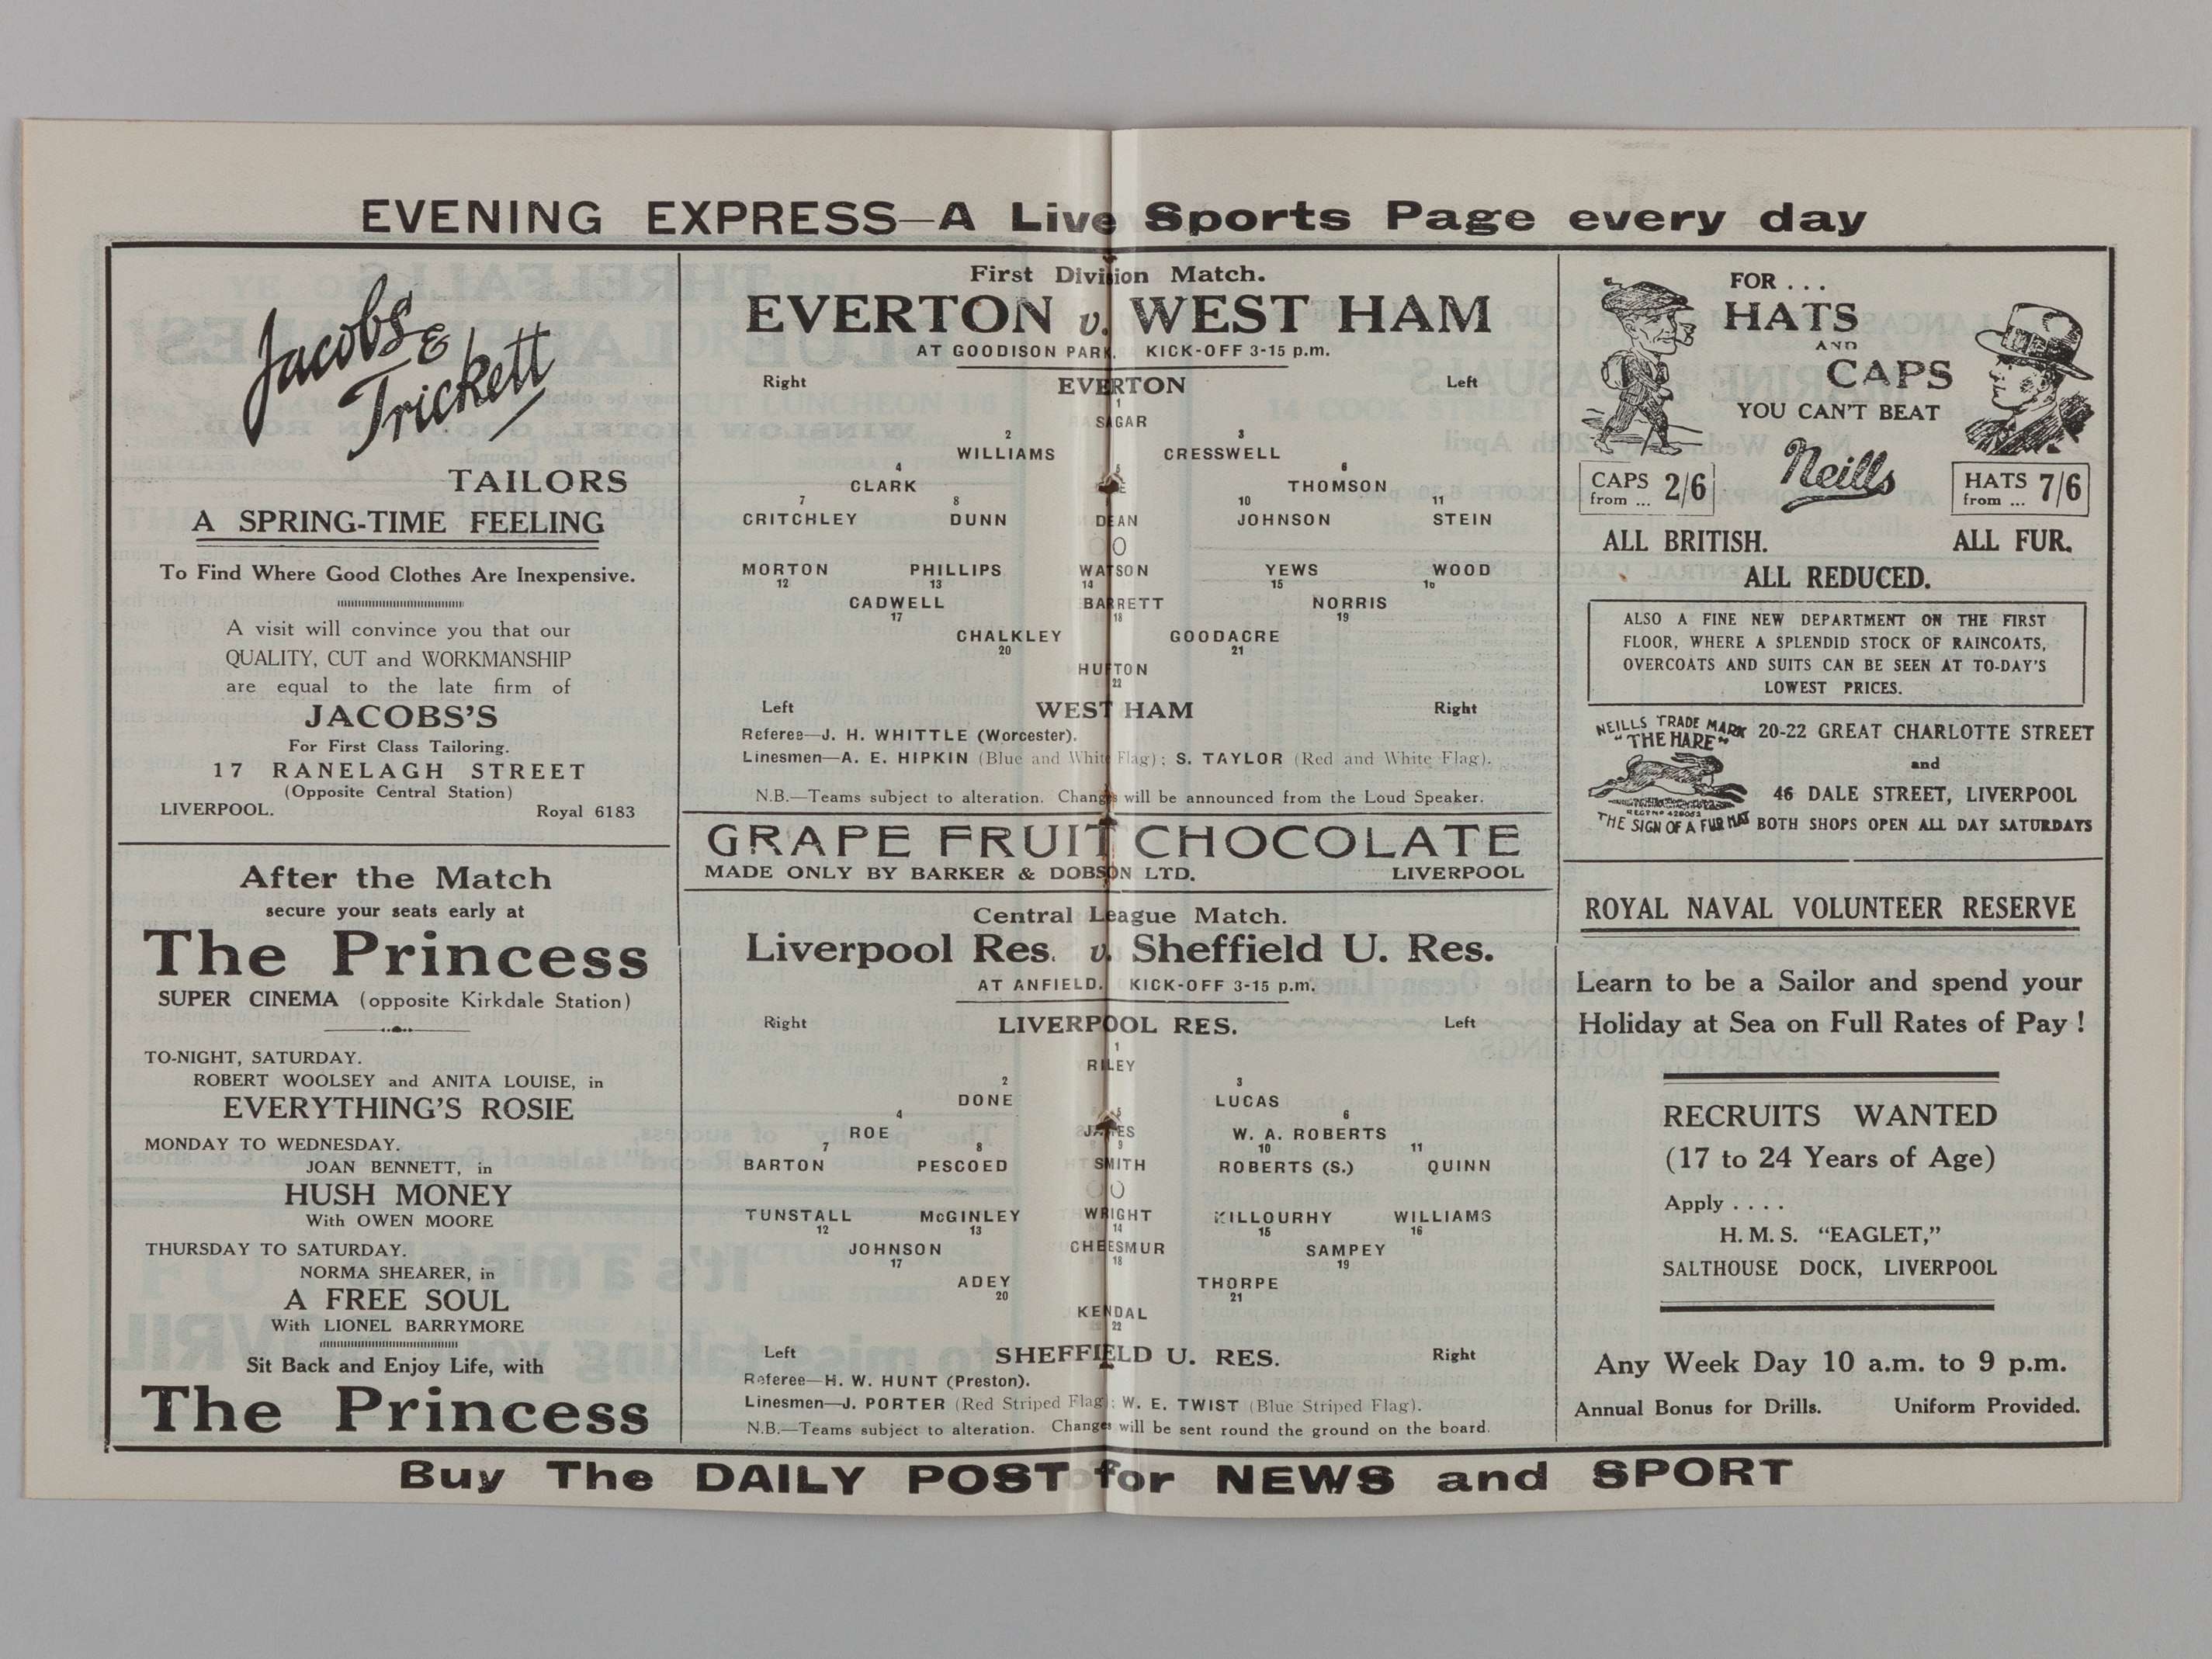 EVENING EXPRESS—A Live Sports Page every day
Jacobs &
Trickett
TAILORS
A SPRING-TIME FEELING
To Find Where Good Clothes Are Inexpensive.
A visit will convince you that our
QUALITY, CUT and WORKMANSHIP
are equal to the late firm of
JACOBS'S
For First Class Tailoring.
17 RANELAGH STREET
(Opposite Central Station)
LIVERPOOL. Royal 6183
After the Match
secure your seats early at
The Princess
SUPER CINEMA (opposite Kirkdale Station)
TO-NIGHT, SATURDAY.
ROBERT WOOLSEY and ANITA LOUISE, in
EVERYTHING'S ROSIE
MONDAY TO WEDNESDAY.
JOAN BENNETT, in
HUSH MONEY
With OWEN MOORE
THURSDAY TO SATURDAY.
NORMA SHEARER, in
A FREE SOUL
With LIONEL BARRYMORE
Sit Back and Enjoy Life, with
The Princess
First Division Match.
EVERTON v. WEST HAM
AT GOODISON PARK. KICK-OFF 3-15 p.m.
Right EVERTON Left
1
SAGAR
2 3
WILLIAMS CRESSWELL
4 6
CLARK THOMSON
7 8 10 11
CRITCHLEY DUNN DEAN JOHNSON STEIN
MORTON PHILLIPS WATSON YEWS WOOD
12 13 14 15 16
CADWELL BARRETT NORRIS
17 18 19
CHALKLEY GOODACRE
20 21
HUFTON
22
Left WEST HAM Right
Referee—J. H. WHITTLE (Worcester).
Linesmen—A. E. HIPKIN (Blue and White Flag); S. TAYLOR (Red and White Flag).
N.B.—Teams subject to alteration. Changes will be announced from the Loud Speaker.
GRAPE FRUIT CHOCOLATE
MADE ONLY BY BARKER & DOBSON LTD. LIVERPOOL
Central League Match.
Liverpool Res. v. Sheffield U. Res.
AT ANFIELD. KICK-OFF 3-15 p.m.
Right LIVERPOOL RES. Left
1
RILEY
2 3
DONE LUCAS
4 5 6
ROE JAMES W. A. ROBERTS
7 8 9 10 11
BARTON PESCOED SMITH ROBERTS (S.) QUINN
TUNSTALL McGINLEY WRIGHT KILLOURHY WILLIAMS
12 13 14 15 16
JOHNSON CHEESMUR SAMPEY
17 18 19
ADEY THORPE
20 21
KENDAL
22
Left SHEFFIELD U. RES. Right
Referee—H. W. HUNT (Preston).
Linesmen—J. PORTER (Red Striped Flag); W. E. TWIST (Blue Striped Flag).
N.B.—Teams subject to alteration. Changes will be sent round the ground on the board.
FOR ...
HATS
AND
CAPS
YOU CAN'T BEAT
Neills
CAPS from ... 2/6
HATS from ... 7/6
ALL BRITISH. ALL FUR.
ALL REDUCED.
ALSO A FINE NEW DEPARTMENT ON THE FIRST
FLOOR, WHERE A SPLENDID STOCK OF RAINCOATS,
OVERCOATS AND SUITS CAN BE SEEN AT TO-DAY'S
LOWEST PRICES.
NEILLS TRADE MARK
"THE HARE"
THE SIGN OF A FUR HAT
20-22 GREAT CHARLOTTE STREET
and
46 DALE STREET, LIVERPOOL
BOTH SHOPS OPEN ALL DAY SATURDAYS
ROYAL NAVAL VOLUNTEER RESERVE
Learn to be a Sailor and spend your
Holiday at Sea on Full Rates of Pay !
RECRUITS WANTED
(17 to 24 Years of Age)
Apply ....
H.M.S. "EAGLET,"
SALTHOUSE DOCK, LIVERPOOL
Any Week Day 10 a.m. to 9 p.m.
Annual Bonus for Drills. Uniform Provided.
Buy The DAILY POST for NEWS and SPORT